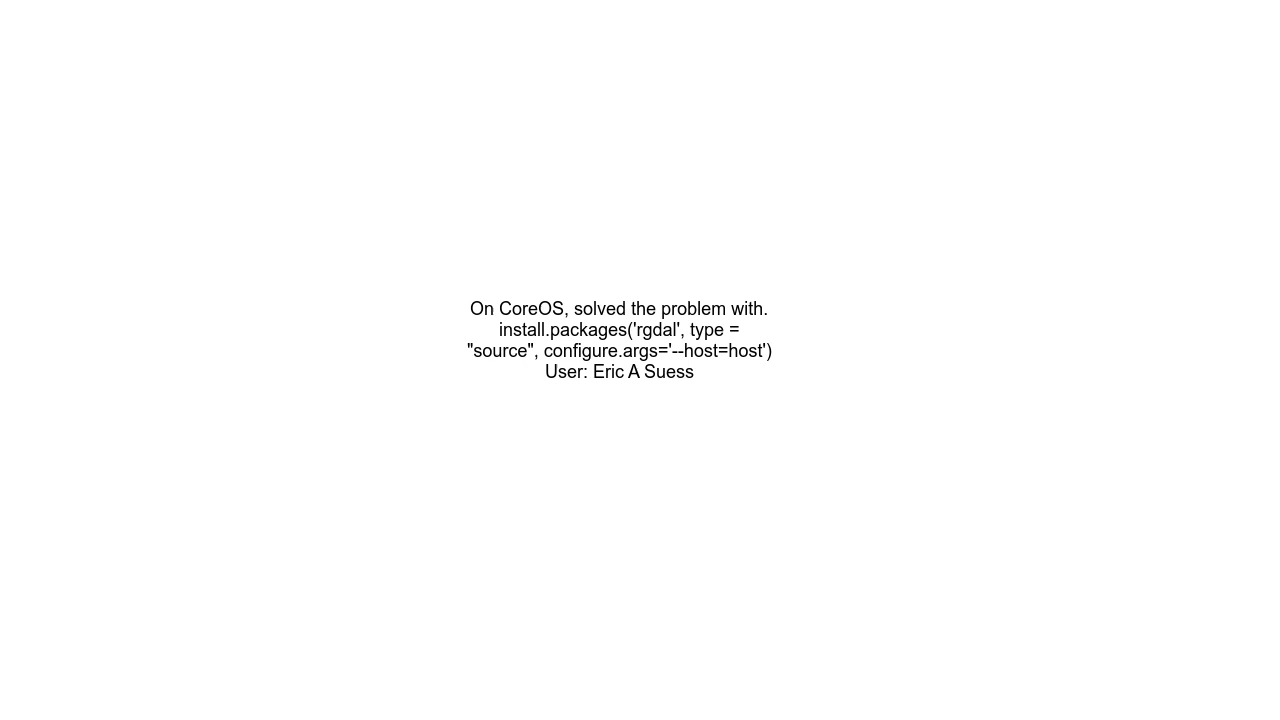 On CoreOS, solved the problem with.
install.packages('rgdal', type =
"source", configure.args='--host=host')
User: Eric A Suess